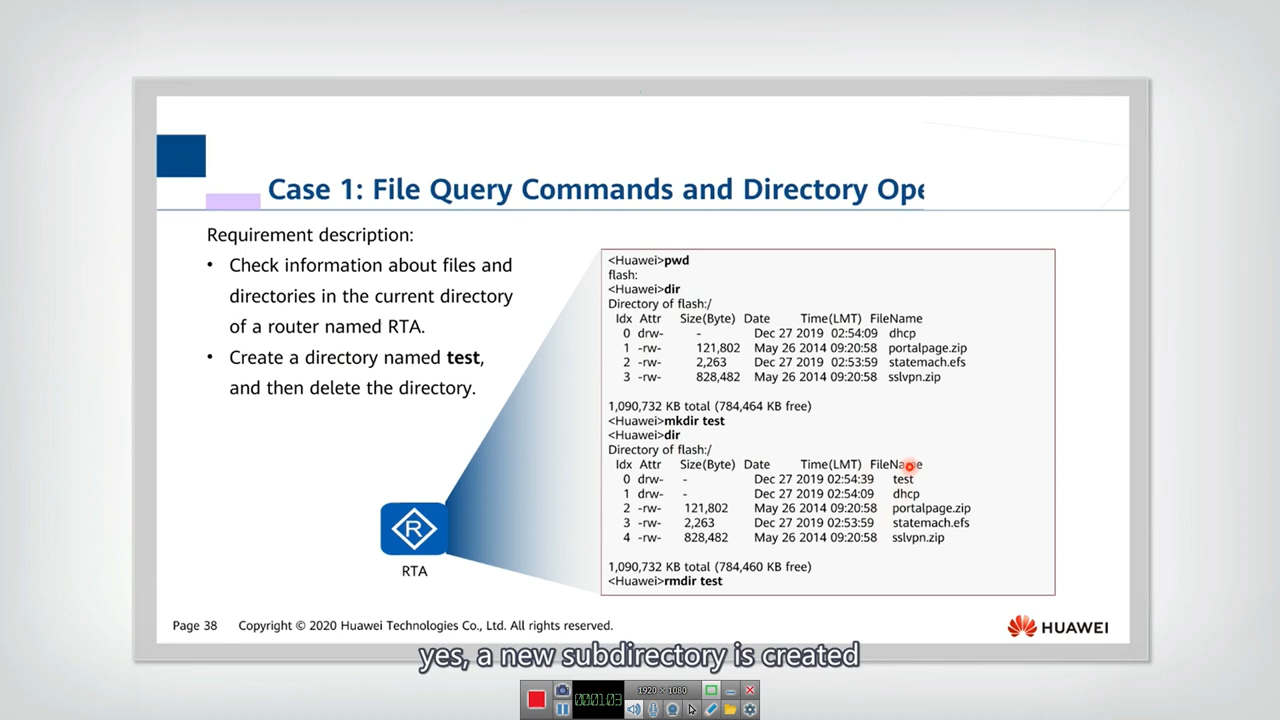 Case 1: File Query Commands and Directory Ope
Requirement description:
• Check information about files and
directories in the current directory
of a router named RTA.
• Create a directory named test,
and then delete the directory.
RTA
R
<Huawei>pwd
flash:
<Huawei>dir
Directory of flash:/
Idx Attr Size(Byte) Date Time(LMT) FileName
0 drw- - Dec 27 2019 02:54:09 dhcp
1 -rw- 121,802 May 26 2014 09:20:58 portalpage.zip
2 -rw- 2,263 Dec 27 2019 02:53:59 statemach.efs
3 -rw- 828,482 May 26 2014 09:20:58 sslvpn.zip
1,090,732 KB total (784,464 KB free)
<Huawei>mkdir test
<Huawei>dir
Directory of flash:/
Idx Attr Size(Byte) Date Time(LMT) FileName
0 drw- - Dec 27 2019 02:54:39 test
1 drw- - Dec 27 2019 02:54:09 dhcp
2 -rw- 121,802 May 26 2014 09:20:58 portalpage.zip
3 -rw- 2,263 Dec 27 2019 02:53:59 statemach.efs
4 -rw- 828,482 May 26 2014 09:20:58 sslvpn.zip
1,090,732 KB total (784,460 KB free)
<Huawei>rmdir test
Page 38 Copyright © 2020 Huawei Technologies Co., Ltd. All rights reserved.
HUAWEI
yes, a new subdirectory is created
000:01:03
1920 × 1080